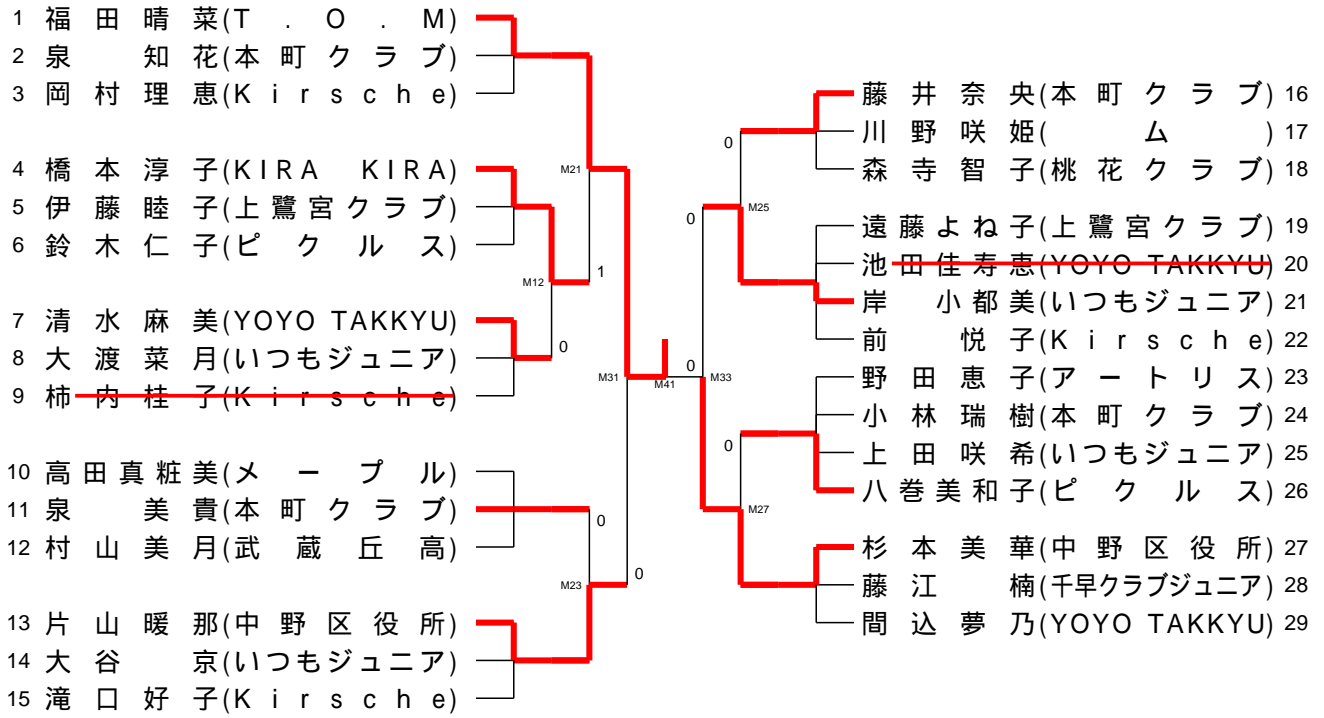 1 福田晴菜(T.O.M)
2 泉 知花(本町クラブ)
3 岡村理恵(Kirsche)
4 橋本淳子(KIRA KIRA)
5 伊藤睦子(上鷺宮クラブ)
6 鈴木仁子(ピクルス)
7 清水麻美(YOYO TAKKYU)
8 大渡菜月(いつもジュニア)
9 柿内桂子(Kirsche)
10 高田真粧美(メープル)
11 泉 美貴(本町クラブ)
12 村山美月(武蔵丘高)
13 片山暖那(中野区役所)
14 大谷 京(いつもジュニア)
15 滝口好子(Kirsche)
M21
1
M12
0
M31
0
M23
0
M41
藤井奈央(本町クラブ) 16
川野咲姫( ム ) 17
森寺智子(桃花クラブ) 18
遠藤よね子(上鷺宮クラブ) 19
池田佳寿恵(YOYO TAKKYU) 20
岸 小都美(いつもジュニア) 21
前 悦子(Kirsche) 22
野田恵子(アートリス) 23
小林瑞樹(本町クラブ) 24
上田咲希(いつもジュニア) 25
八巻美和子(ピクルス) 26
杉本美華(中野区役所) 27
藤江 楠(千早クラブジュニア) 28
間込夢乃(YOYO TAKKYU) 29
0
M25
0
0
M33
0
M27